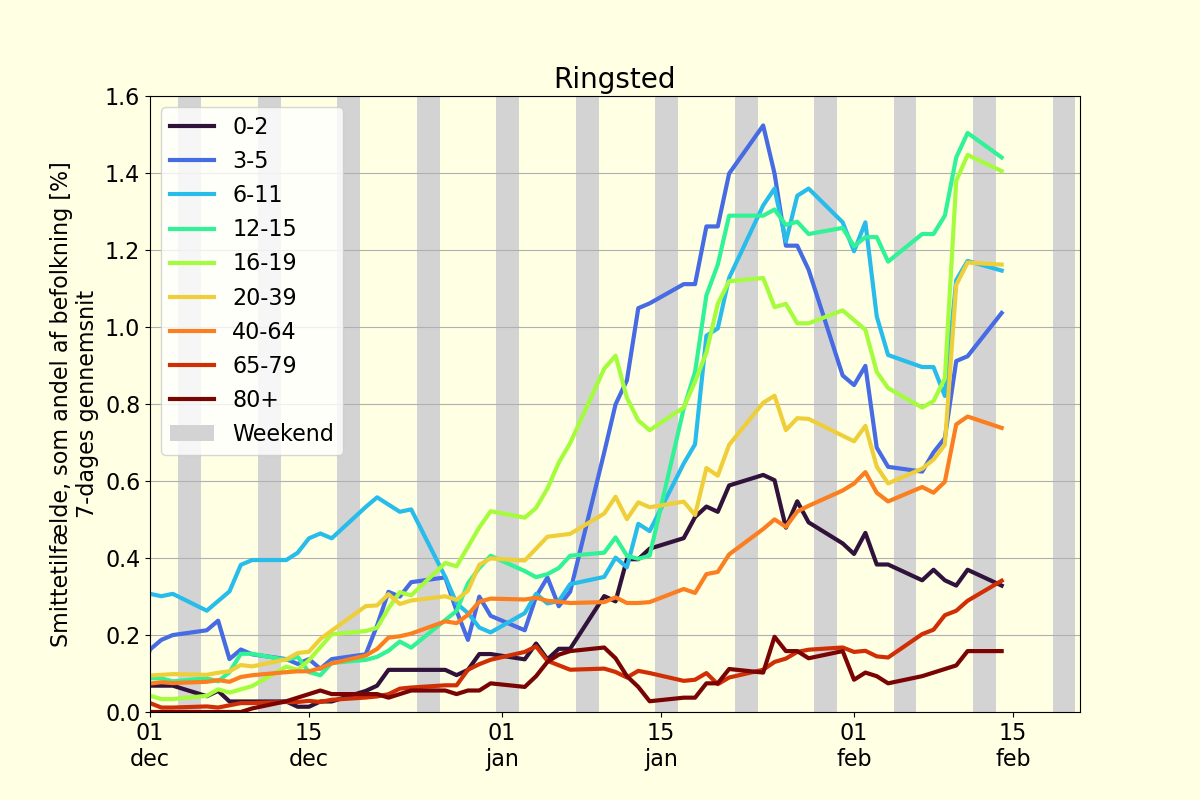 Ringsted
Smittetilfælde, som andel af befolkning [%]
7-dages gennemsnit
1.6
1.4
1.2
1.0
0.8
0.6
0.4
0.2
0.0
0-2
3-5
6-11
12-15
16-19
20-39
40-64
65-79
80+
Weekend
01
dec
15
dec
01
jan
15
jan
01
feb
15
feb